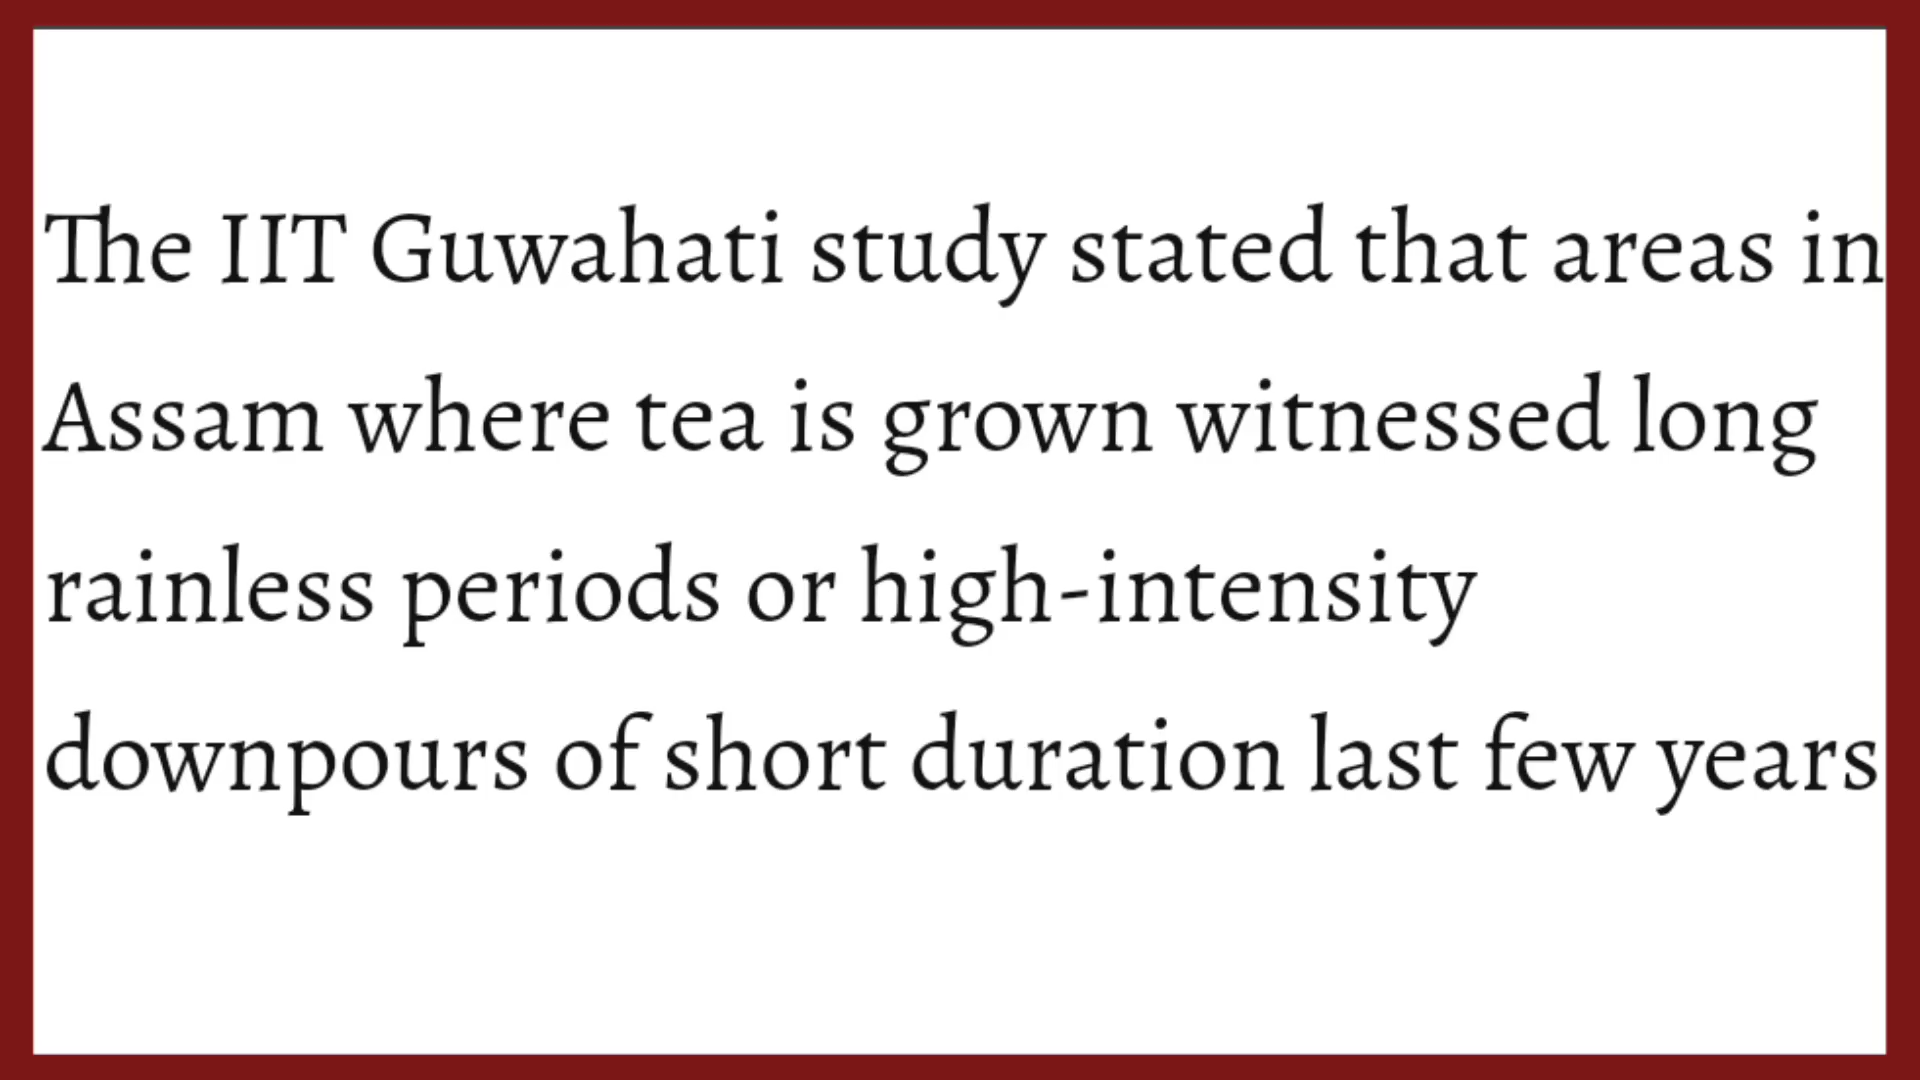 The IIT Guwahati study stated that areas in
Assam where tea is grown witnessed long
rainless periods or high-intensity
downpours of short duration last few years